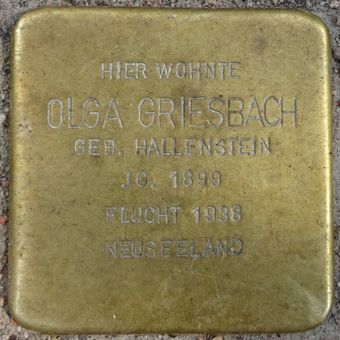 HIER WOHNTE
OLGA GRIESBACH
GEB. HALLENSTEIN
JG. 1899
FLUCHT 1938
NEUSEELAND